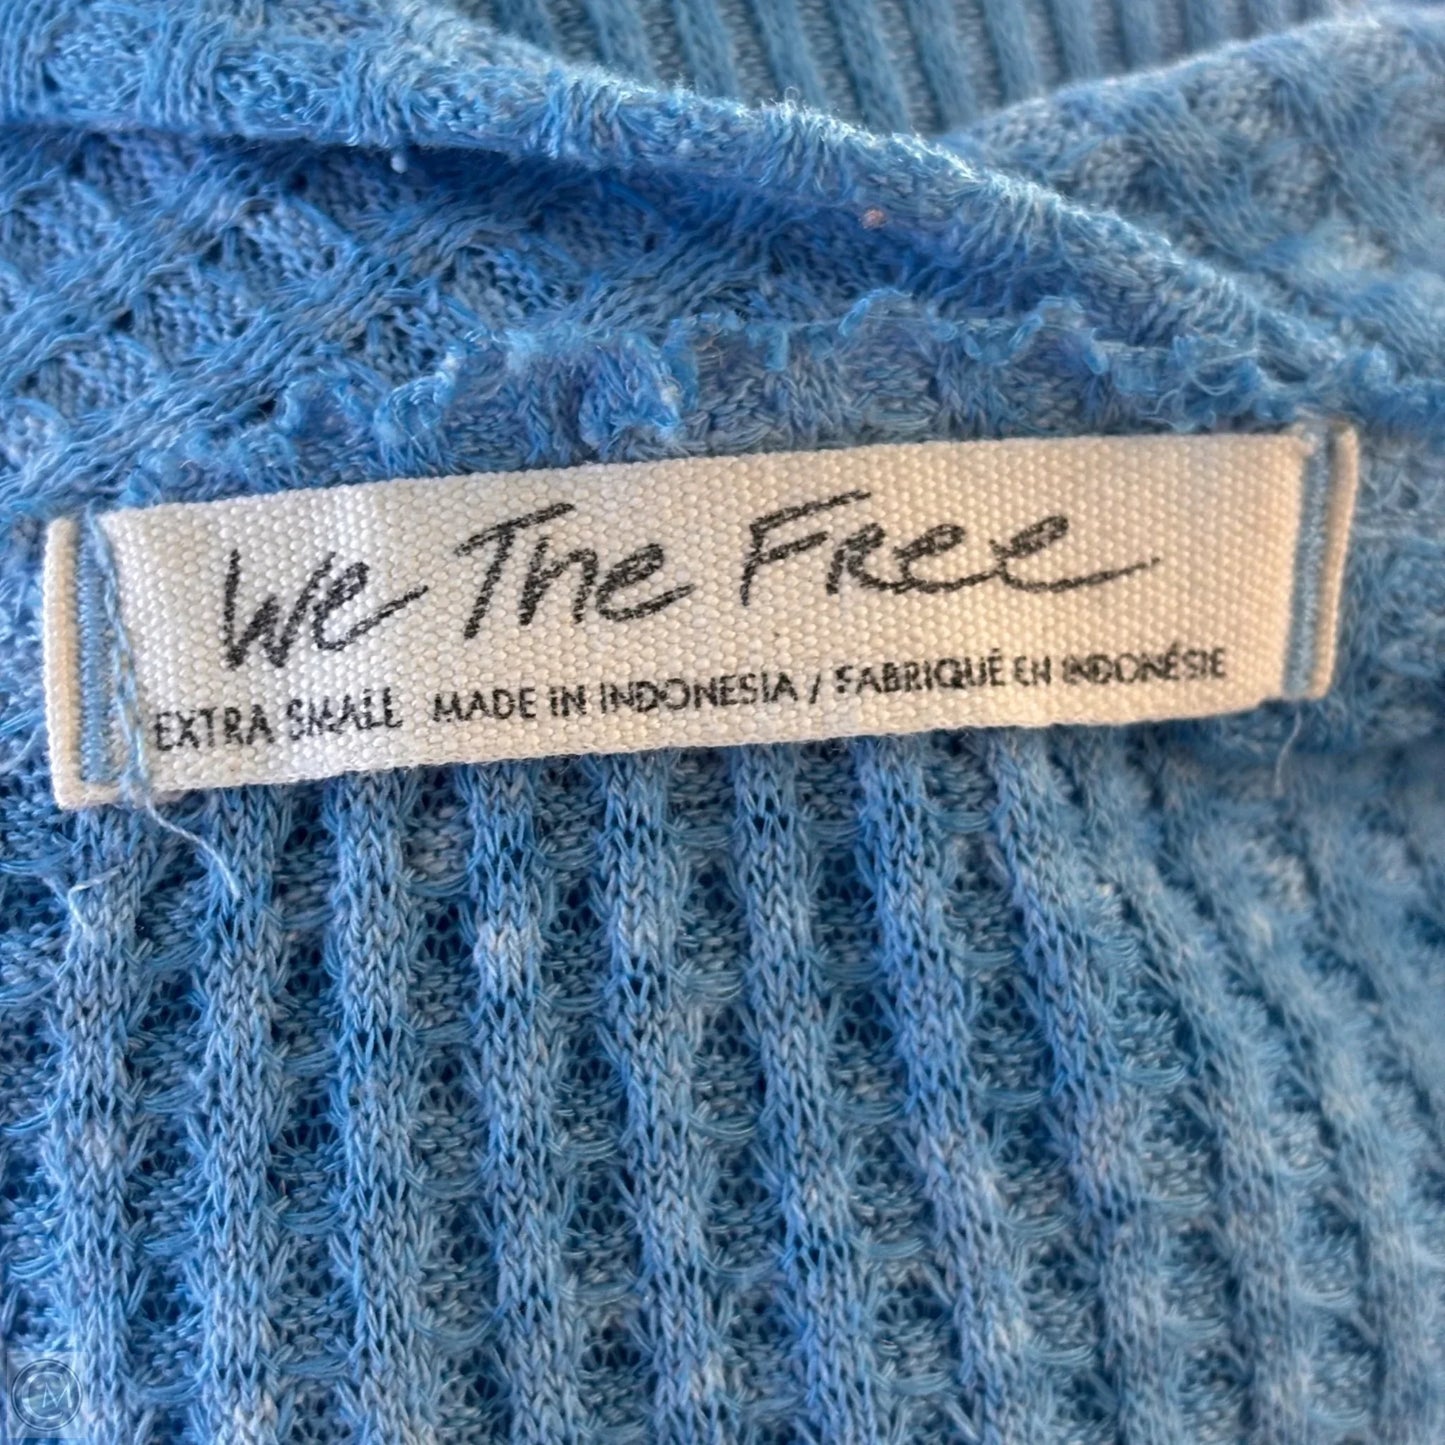 We The Free
EXTRA SMALL MADE IN INDONESIA / FABRIQUÉ EN INDONÉSIE